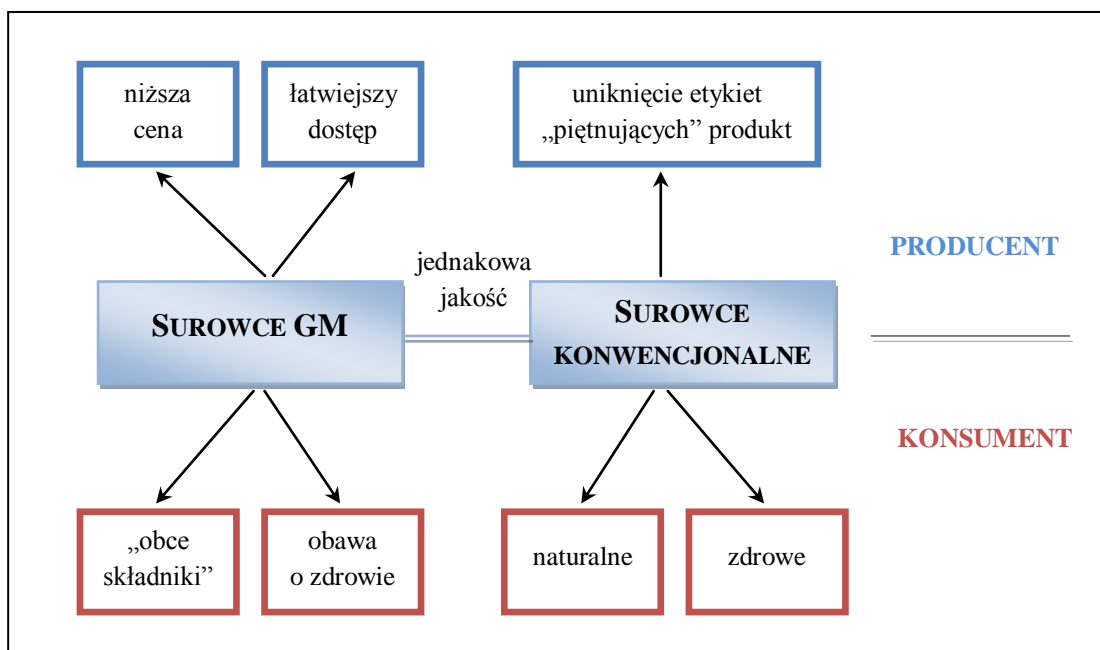 niższa
cena
łatwiejszy
dostęp
uniknięcie etykiet
„piętnujących” produkt
jednakowa
jakość
PRODUCENT
SUROWCE GM
SUROWCE
KONWENCJONALNE
KONSUMENT
„obce
składniki”
obawa
o zdrowie
naturalne
zdrowe